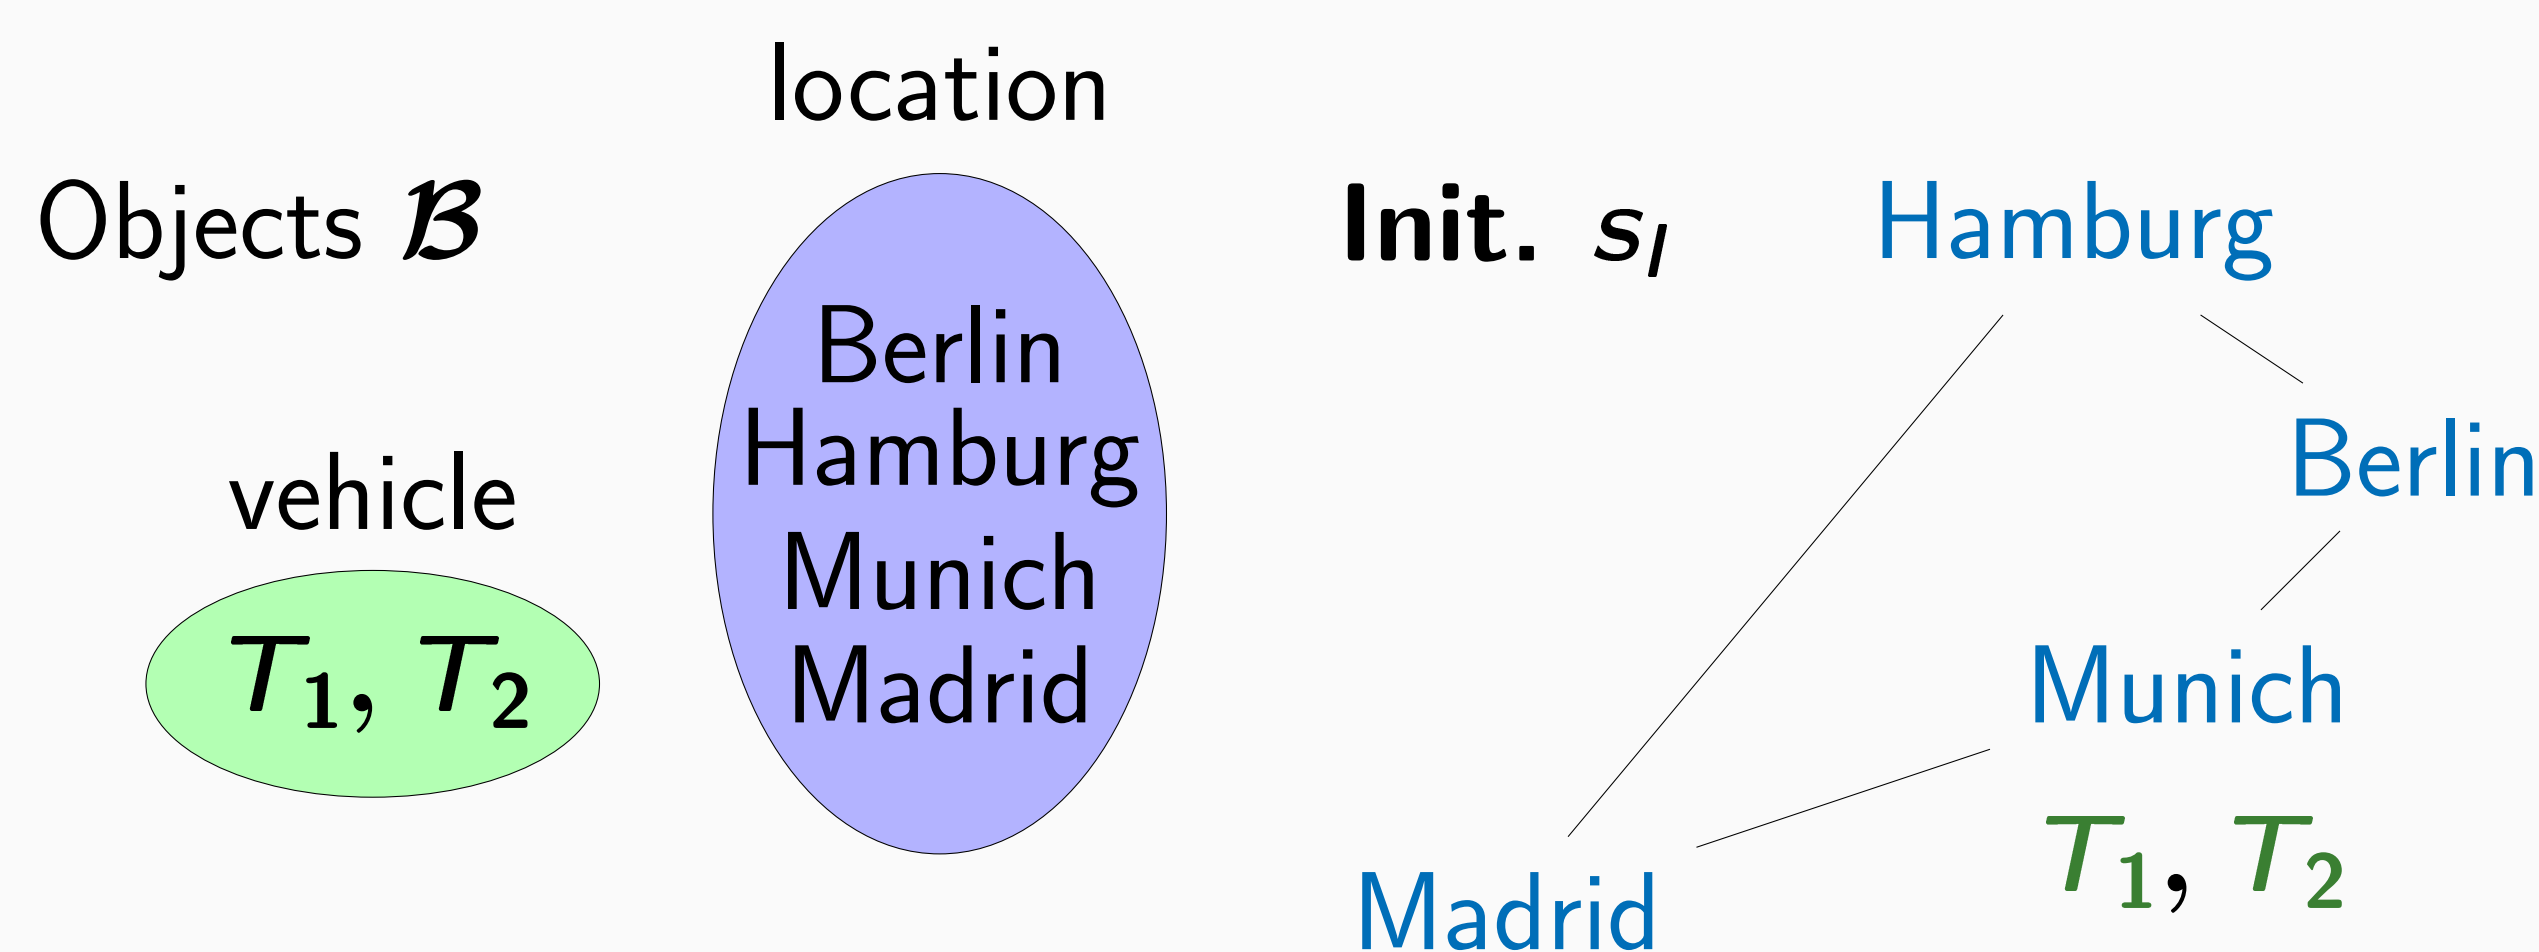 location
Objects ℬ
Init. s_I
Hamburg
Berlin
Hamburg
Munich
Madrid
vehicle
T₁, T₂
Berlin
Munich
T₁, T₂
Madrid